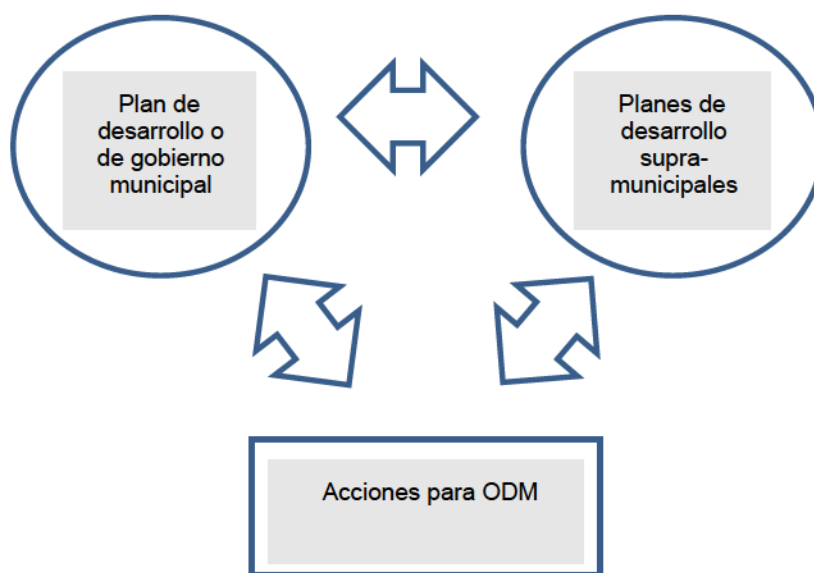 Plan de
desarrollo o
de gobierno
municipal
Planes de
desarrollo
supra-
municipales
Acciones para ODM